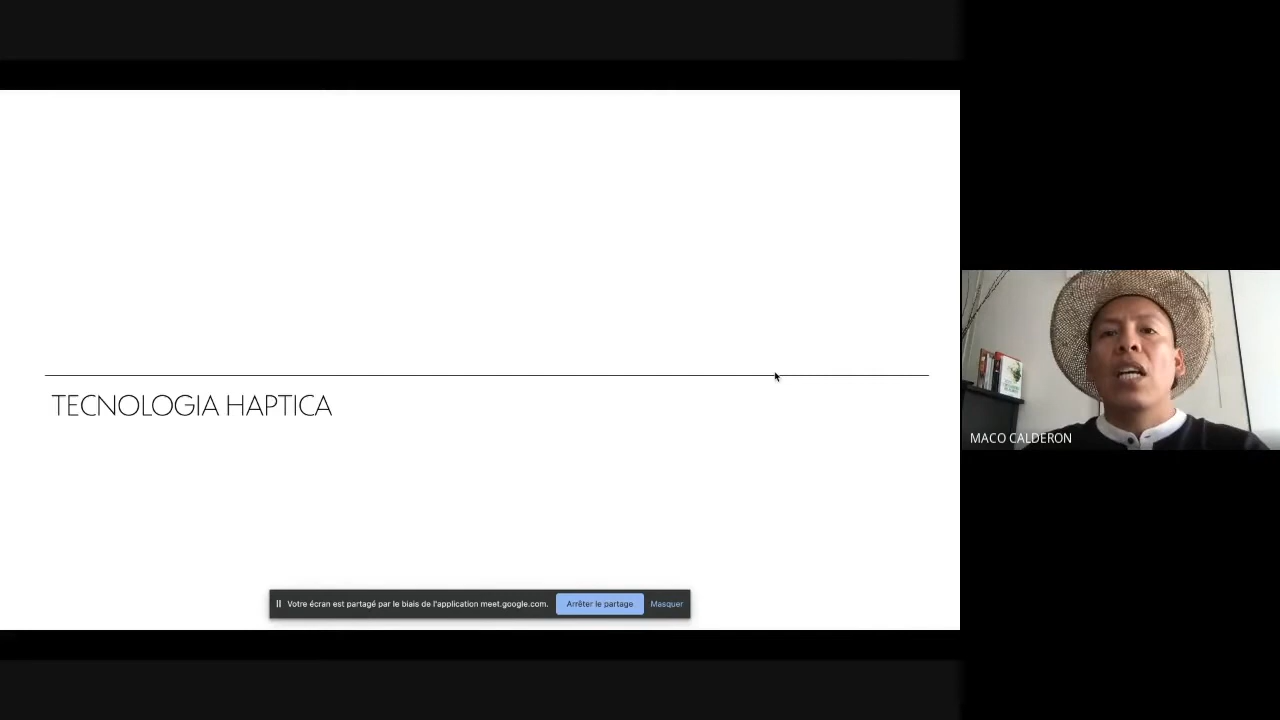 TECNOLOGIA HAPTICA
MACO CALDERON
Votre écran est partagé par le biais de l'application meet.google.com. Arrêter le partage Masquer